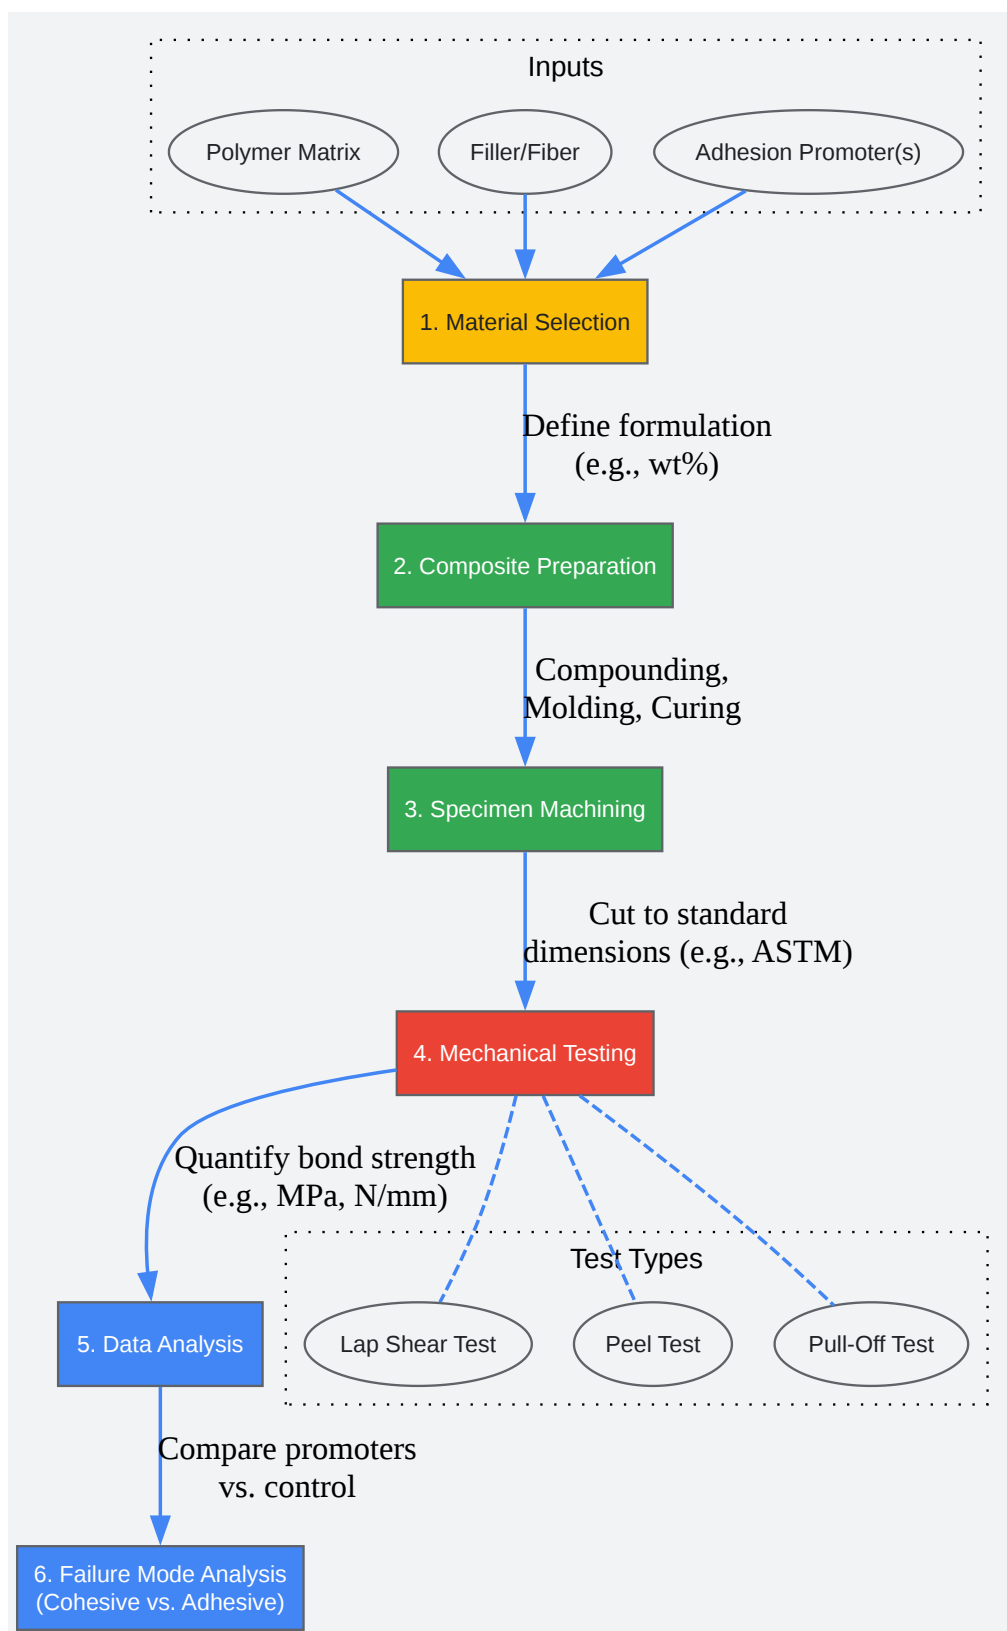 Inputs
Polymer Matrix
Filler/Fiber
Adhesion Promoter(s)
1. Material Selection
Define formulation
(e.g., wt%)
2. Composite Preparation
Compounding,
Molding, Curing
3. Specimen Machining
Cut to standard
dimensions (e.g., ASTM)
4. Mechanical Testing
Quantify bond strength
(e.g., MPa, N/mm)
Test Types
Lap Shear Test
Peel Test
Pull-Off Test
5. Data Analysis
Compare promoters
vs. control
6. Failure Mode Analysis
(Cohesive vs. Adhesive)